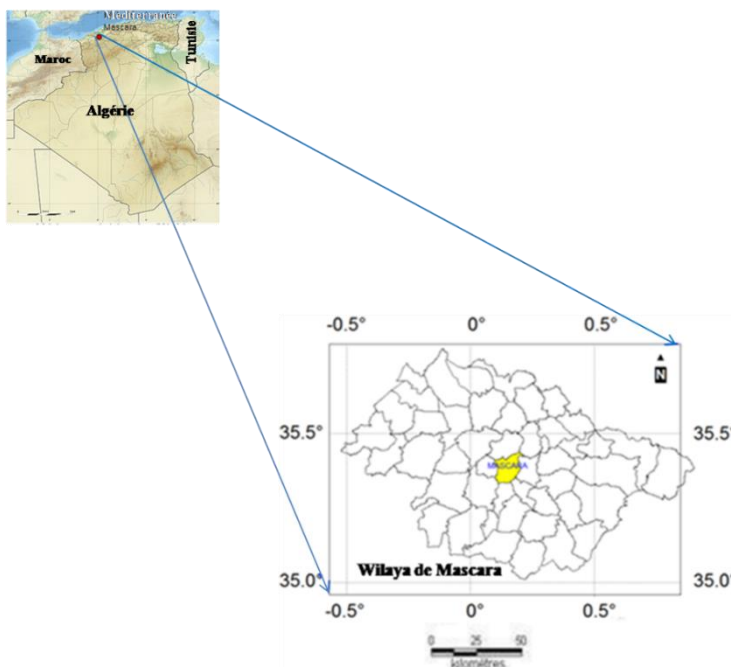 Méditerranée
Mascara
Maroc
Tunisie
Algérie
-0.5° 0° 0.5°
N
35.5° 35.5°
MASCARA
Wilaya de Mascara
35.0° 35.0°
-0.5° 0° 0.5°
0 25 50
kilomètres